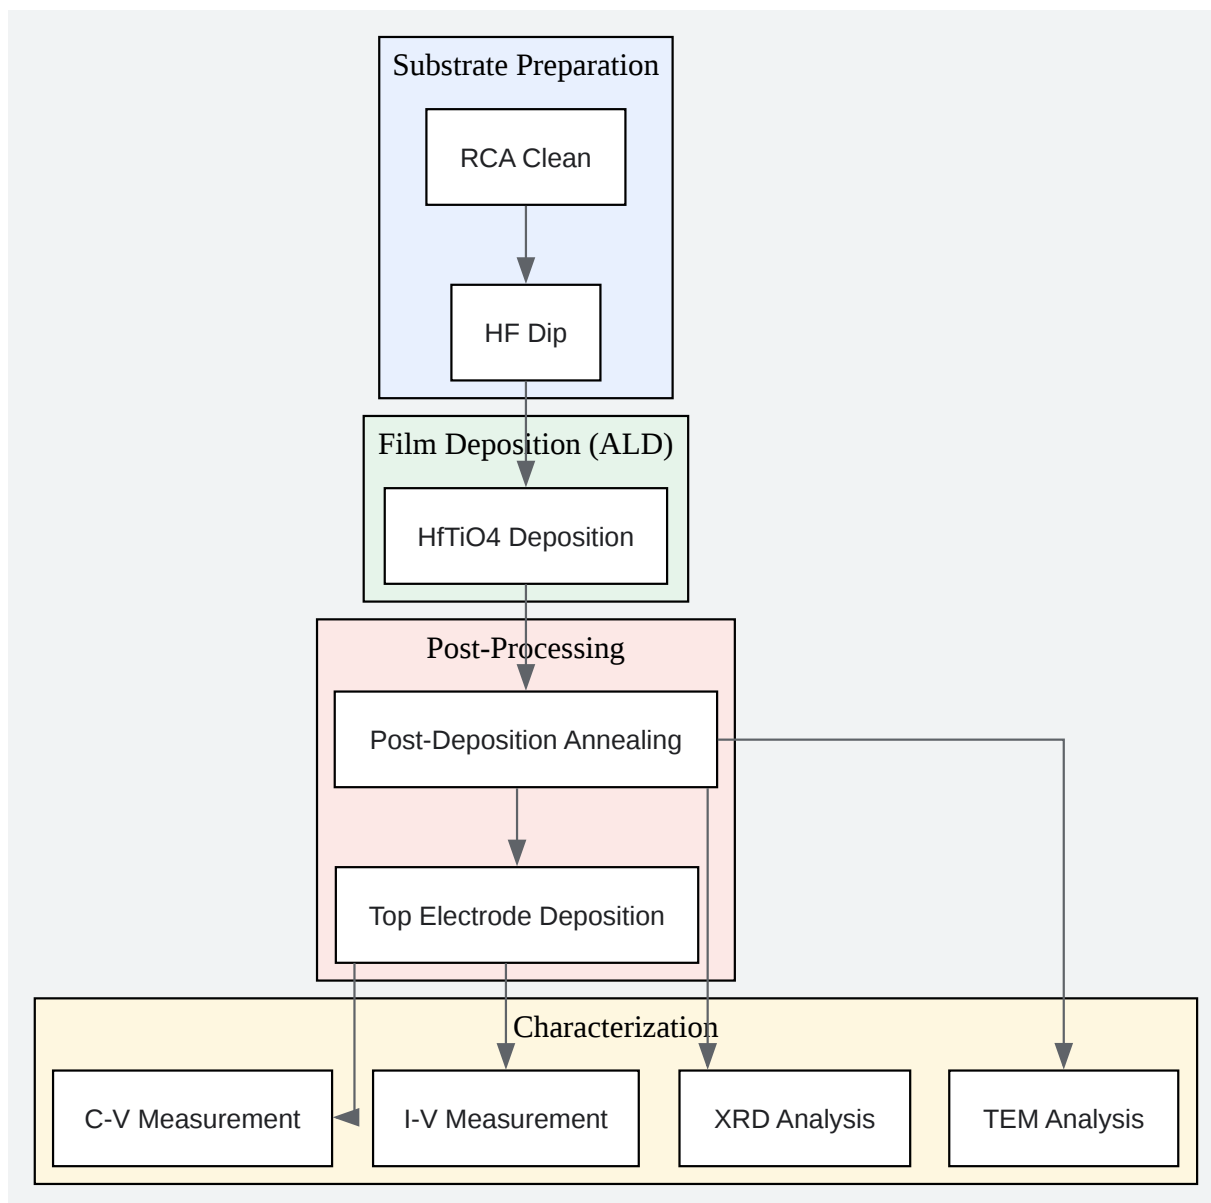 Substrate Preparation
RCA Clean
HF Dip
Film Deposition (ALD)
HfTiO4 Deposition
Post-Processing
Post-Deposition Annealing
Top Electrode Deposition
Characterization
C-V Measurement
I-V Measurement
XRD Analysis
TEM Analysis